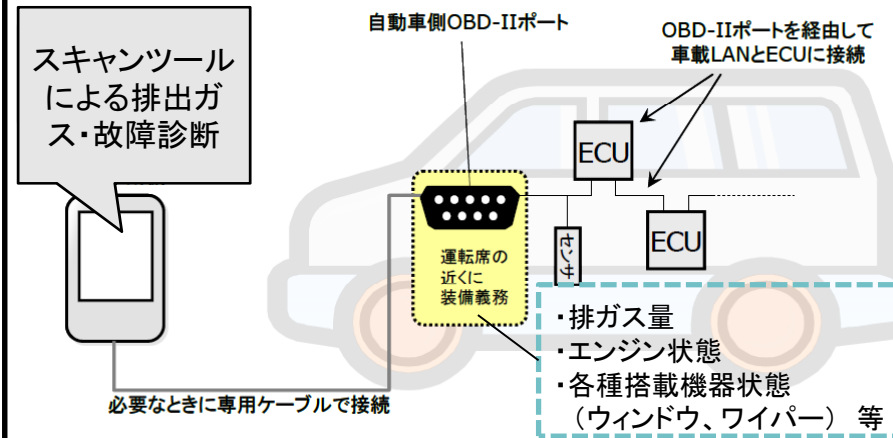 自動車側OBD-IIポート
OBD-IIポートを経由して
車載LANとECUに接続
スキャンツール
による排出ガ
ス・故障診断
ECU
ECU
センサ
運転席の
近くに
装備義務
・排ガス量
・エンジン状態
・各種搭載機器状態
（ウィンドウ、ワイパー） 等
必要なときに専用ケーブルで接続